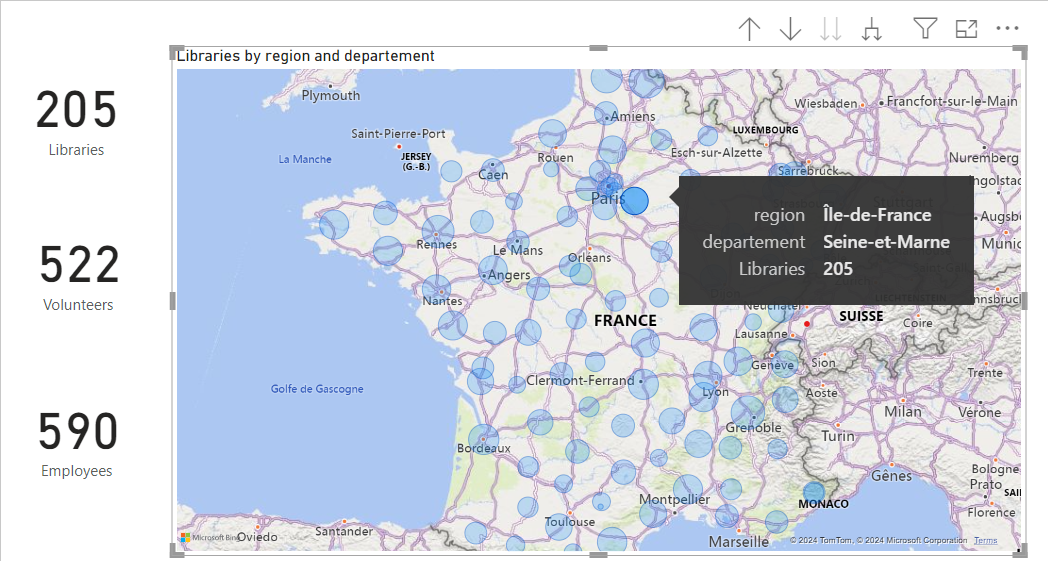 Libraries by region and departement
205
Libraries
522
Volunteers
590
Employees
Plymouth
Saint-Pierre-Port
JERSEY
(G.-B.)
La Manche
Amiens
Rouen
Caen
Paris
Rennes
Le Mans
Orléans
Angers
Nantes
FRANCE
Wiesbaden
Francfort-sur-le-Main
LUXEMBOURG
Esch-sur-Alzette
Sarrebruck
Nuremberg
Stuttgart
region Île-de-France
departement Seine-et-Marne
Libraries 205
SUISSE
Coire
Lausanne
Genève
Sion
Trente
Clermont-Ferrand
Lyon
Aoste
Milan
Vérone
Golfe de Gascogne
Grenoble
Turin
Bordeaux
Gênes
Bologne
Prato
Montpellier
MONACO
Florence
Toulouse
Santander
Oviedo
Marseille
Microsoft Bing
© 2024 TomTom, © 2024 Microsoft Corporation Terms